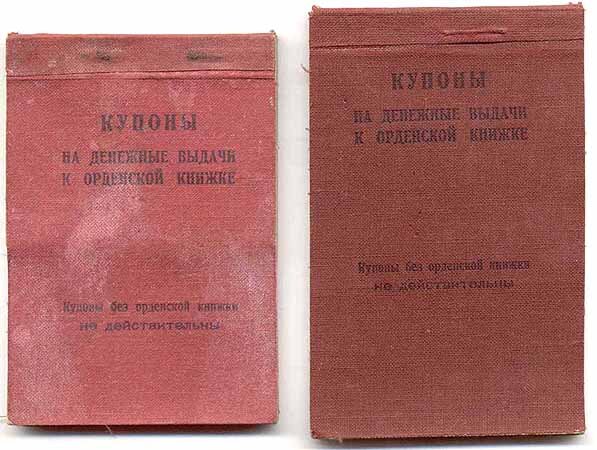 КУПОНЫ
НА ДЕНЕЖНЫЕ ВЫДАЧИ
К ОРДЕНСКОЙ КНИЖКЕ
Купоны без орденской книжки
не действительны
КУПОНЫ
НА ДЕНЕЖНЫЕ ВЫДАЧИ
К ОРДЕНСКОЙ КНИЖКЕ
Купоны без орденской книжки
не действительны